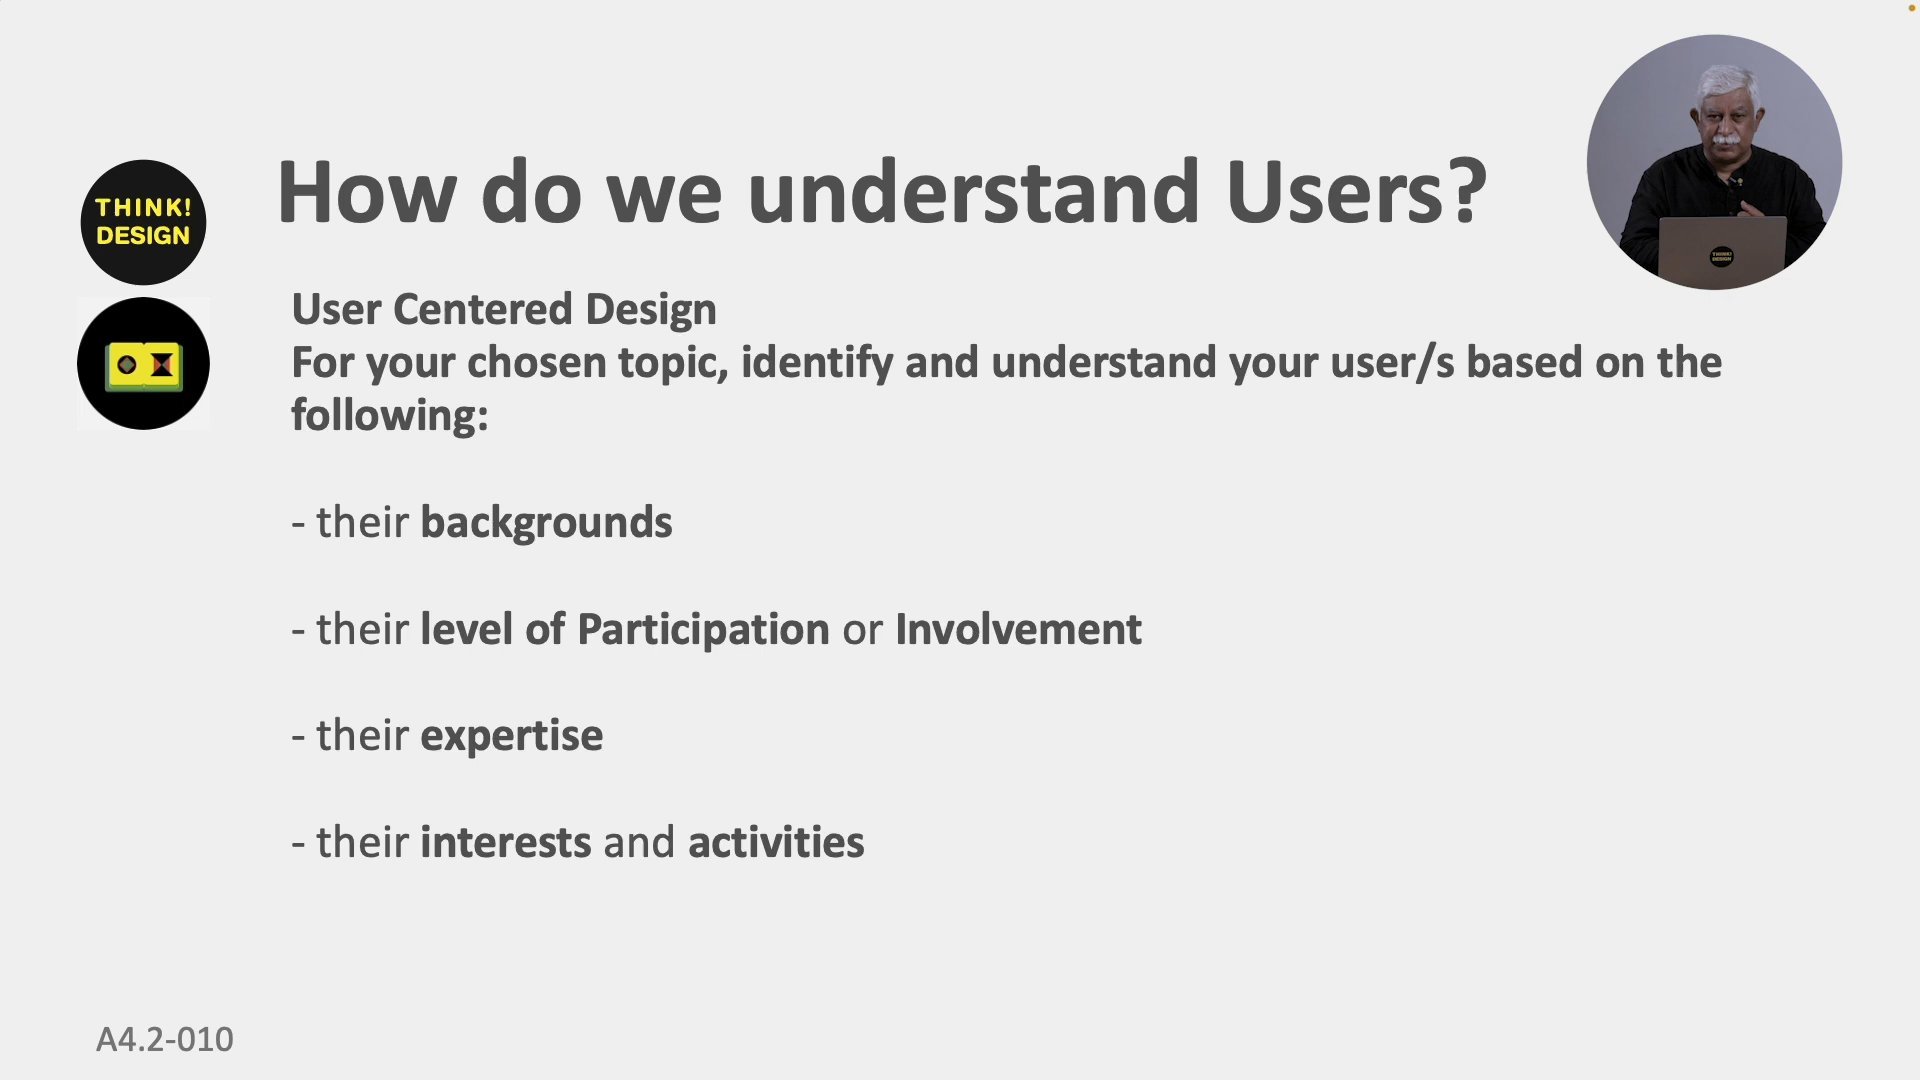 How do we understand Users?
THINK!
DESIGN
User Centered Design
For your chosen topic, identify and understand your user/s based on the
following:
- their backgrounds
- their level of Participation or Involvement
- their expertise
- their interests and activities
A4.2-010
THINK!
DESIGN